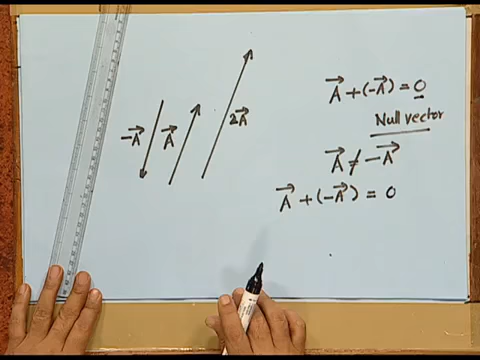 -A⃗
A⃗
2A⃗
A⃗ + (-A⃗) = 0
Null vector
A⃗ ≠ -A⃗
A⃗ + (-A⃗) = 0